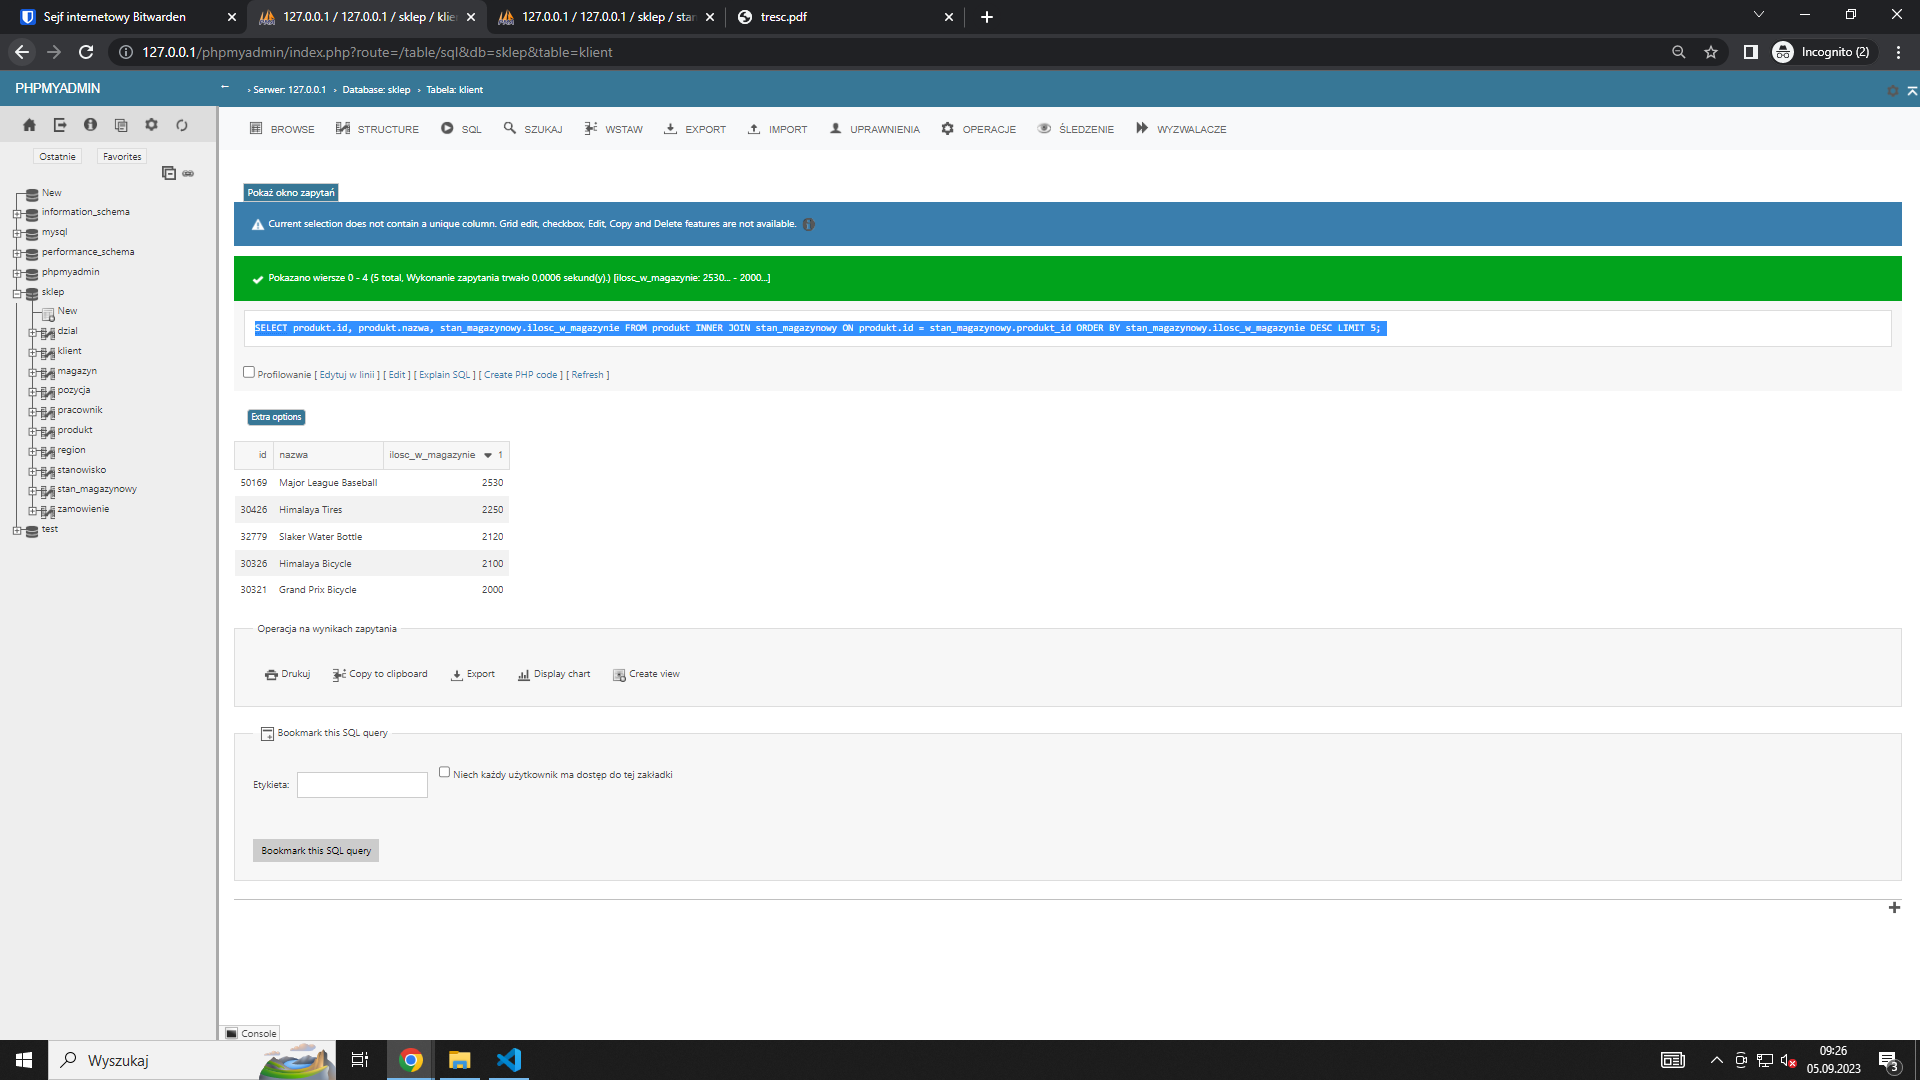 Sejf internetowy Bitwarden
127.0.0.1 / 127.0.0.1 / sklep / klie
127.0.0.1 / 127.0.0.1 / sklep / star
tresc.pdf
127.0.0.1/phpmyadmin/index.php?route=/table/sql&db=sklep&table=klient
Incognito (2)
PHPMYADMIN
← › Serwer: 127.0.0.1 › Database: sklep › Tabela: klient
BROWSE STRUCTURE SQL SZUKAJ WSTAW EXPORT IMPORT UPRAWNIENIA OPERACJE ŚLEDZENIE WYZWALACZE
Ostatnie Favorites
New
information_schema
mysql
performance_schema
phpmyadmin
sklep
New
dzial
klient
magazyn
pozycja
pracownik
produkt
region
stanowisko
stan_magazynowy
zamowienie
test
Pokaż okno zapytań
Current selection does not contain a unique column. Grid edit, checkbox, Edit, Copy and Delete features are not available.
Pokazano wiersze 0 - 4 (5 total, Wykonanie zapytania trwało 0,0006 sekund(y).) [ilosc_w_magazynie: 2530... - 2000...]
SELECT produkt.id, produkt.nazwa, stan_magazynowy.ilosc_w_magazynie FROM produkt INNER JOIN stan_magazynowy ON produkt.id = stan_magazynowy.produkt_id ORDER BY stan_magazynowy.ilosc_w_magazynie DESC LIMIT 5;
Profilowanie [ Edytuj w linii ] [ Edit ] [ Explain SQL ] [ Create PHP code ] [ Refresh ]
Extra options
id nazwa ilosc_w_magazynie 1
50169 Major League Baseball 2530
30426 Himalaya Tires 2250
32779 Slaker Water Bottle 2120
30326 Himalaya Bicycle 2100
30321 Grand Prix Bicycle 2000
Operacja na wynikach zapytania
Drukuj Copy to clipboard Export Display chart Create view
Bookmark this SQL query
Etykieta: Niech każdy użytkownik ma dostęp do tej zakładki
Bookmark this SQL query
Console
Wyszukaj
09:26
05.09.2023
3